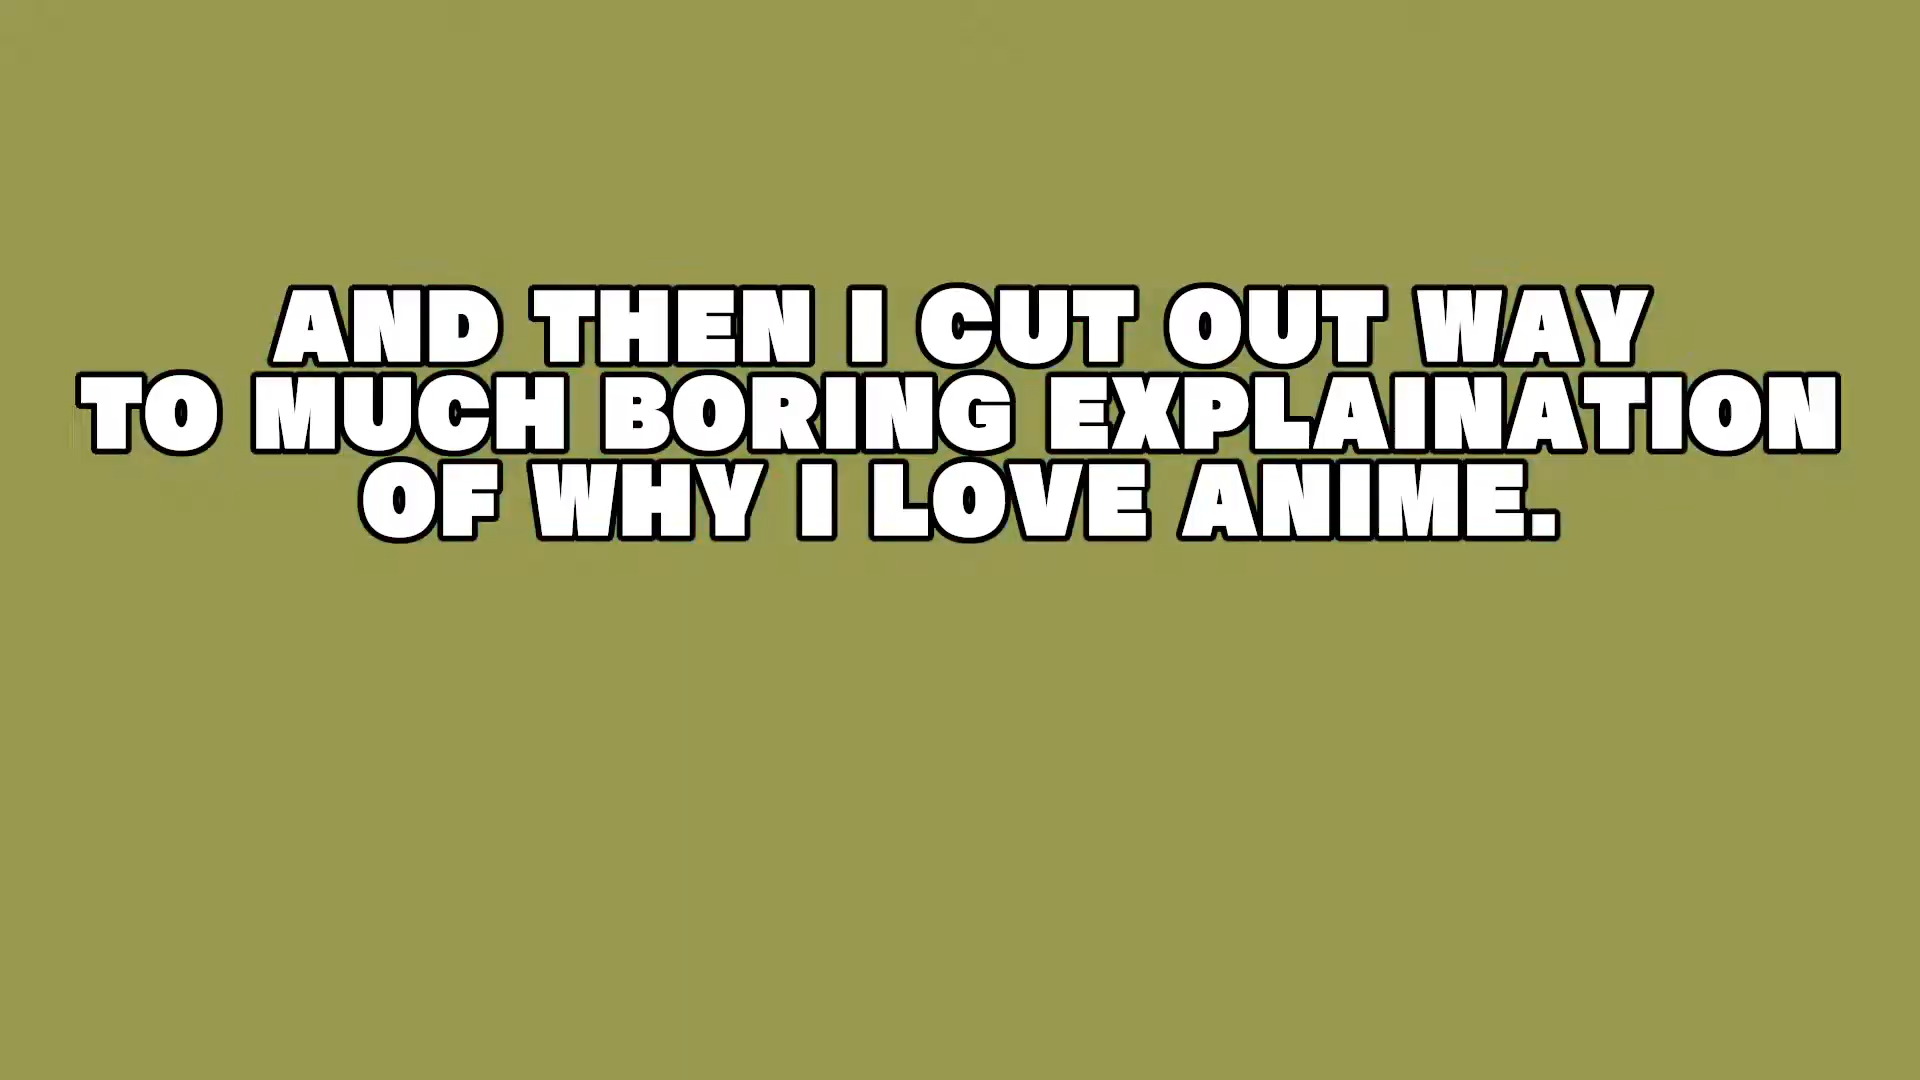 AND THEN I CUT OUT WAY
TO MUCH BORING EXPLAINATION
OF WHY I LOVE ANIME.